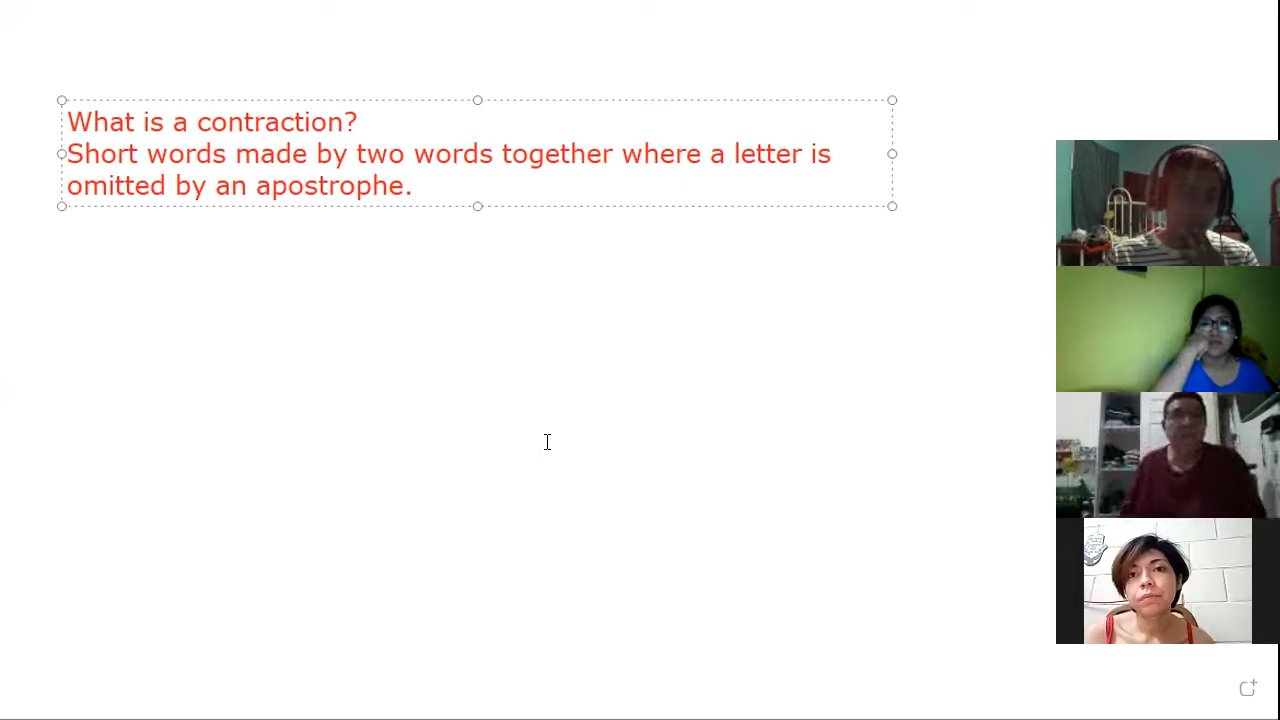 What is a contraction?
Short words made by two words together where a letter is
omitted by an apostrophe.